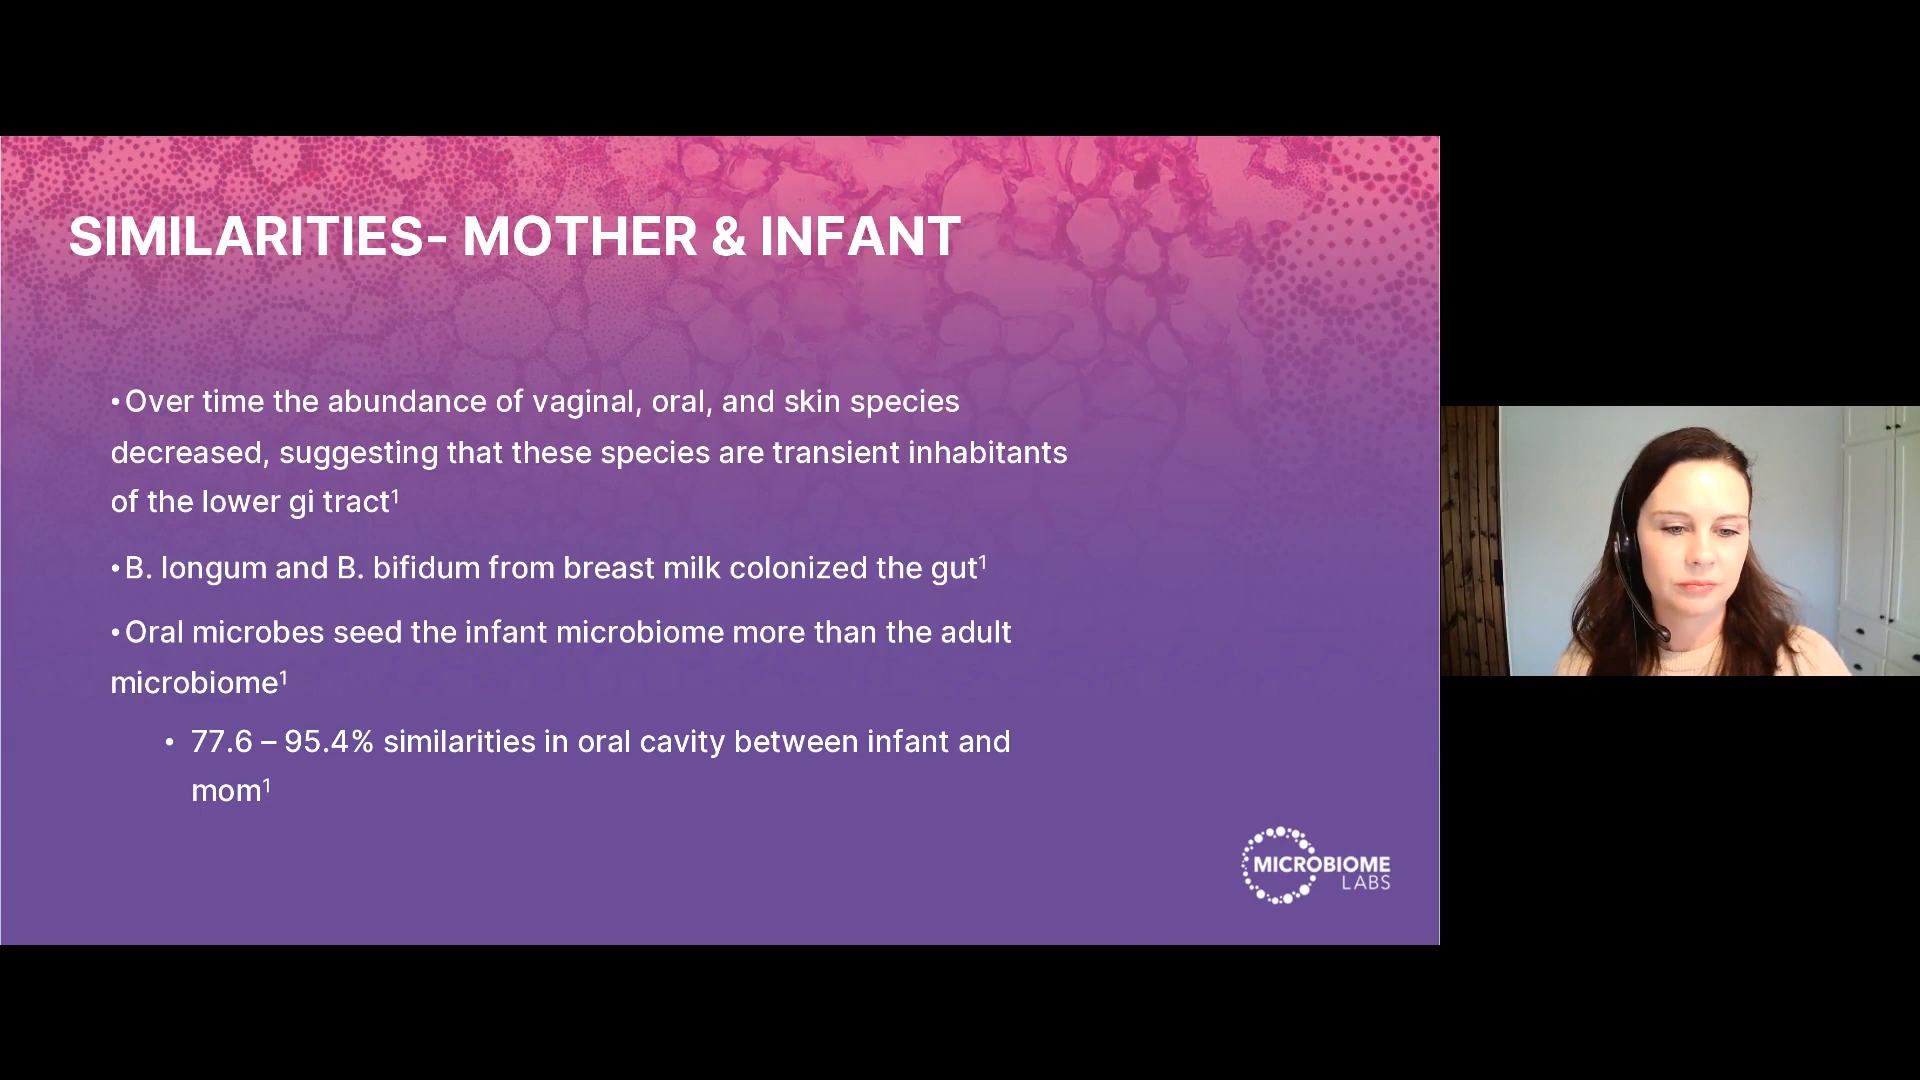 SIMILARITIES- MOTHER & INFANT
•Over time the abundance of vaginal, oral, and skin species
decreased, suggesting that these species are transient inhabitants
of the lower gi tract¹
•B. longum and B. bifidum from breast milk colonized the gut¹
•Oral microbes seed the infant microbiome more than the adult
microbiome¹
• 77.6 – 95.4% similarities in oral cavity between infant and
mom¹
MICROBIOME
LABS